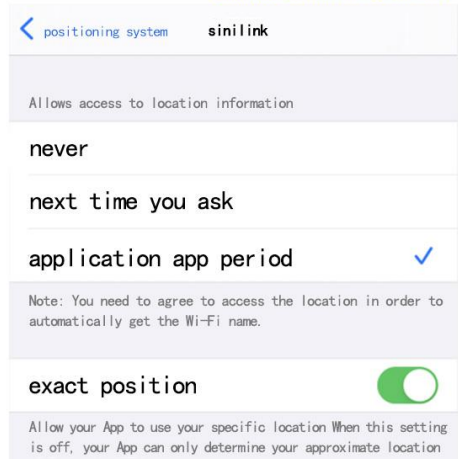 positioning system sinilink
Allows access to location information
never
next time you ask
application app period
Note: You need to agree to access the location in order to
automatically get the Wi-Fi name.
exact position
Allow your App to use your specific location When this setting
is off, your App can only determine your approximate location